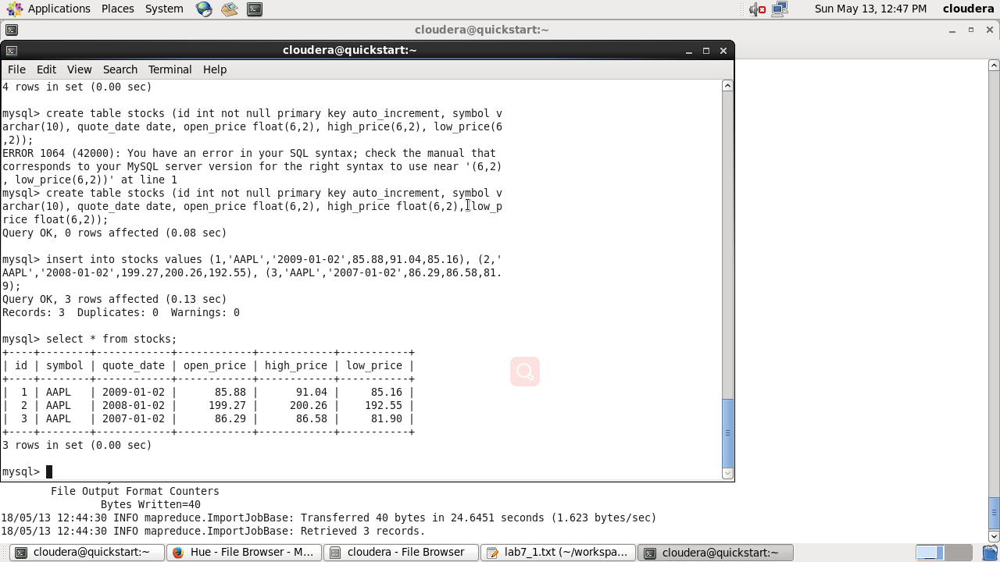 Applications Places System Sun May 13, 12:47 PM cloudera
cloudera@quickstart:~
cloudera@quickstart:~
File Edit View Search Terminal Help
4 rows in set (0.00 sec)
mysql> create table stocks (id int not null primary key auto_increment, symbol v
archar(10), quote_date date, open_price float(6,2), high_price(6,2), low_price(6
,2));
ERROR 1064 (42000): You have an error in your SQL syntax; check the manual that
corresponds to your MySQL server version for the right syntax to use near '(6,2)
, low_price(6,2))' at line 1
mysql> create table stocks (id int not null primary key auto_increment, symbol v
archar(10), quote_date date, open_price float(6,2), high_price float(6,2), low_p
rice float(6,2));
Query OK, 0 rows affected (0.08 sec)
mysql> insert into stocks values (1,'AAPL','2009-01-02',85.88,91.04,85.16), (2,'
AAPL','2008-01-02',199.27,200.26,192.55), (3,'AAPL','2007-01-02',86.29,86.58,81.
9);
Query OK, 3 rows affected (0.13 sec)
Records: 3  Duplicates: 0  Warnings: 0
mysql> select * from stocks;
+----+--------+------------+------------+------------+-----------+
| id | symbol | quote_date | open_price | high_price | low_price |
+----+--------+------------+------------+------------+-----------+
|  1 | AAPL   | 2009-01-02 |      85.88 |      91.04 |     85.16 |
|  2 | AAPL   | 2008-01-02 |     199.27 |     200.26 |    192.55 |
|  3 | AAPL   | 2007-01-02 |      86.29 |      86.58 |     81.90 |
+----+--------+------------+------------+------------+-----------+
3 rows in set (0.00 sec)
mysql>
File Output Format Counters
Bytes Written=40
18/05/13 12:44:30 INFO mapreduce.ImportJobBase: Transferred 40 bytes in 24.6451 seconds (1.623 bytes/sec)
18/05/13 12:44:30 INFO mapreduce.ImportJobBase: Retrieved 3 records.
cloudera@quickstart:~ Hue - File Browser - M... cloudera - File Browser lab7_1.txt (~/workspa... cloudera@quickstart:~